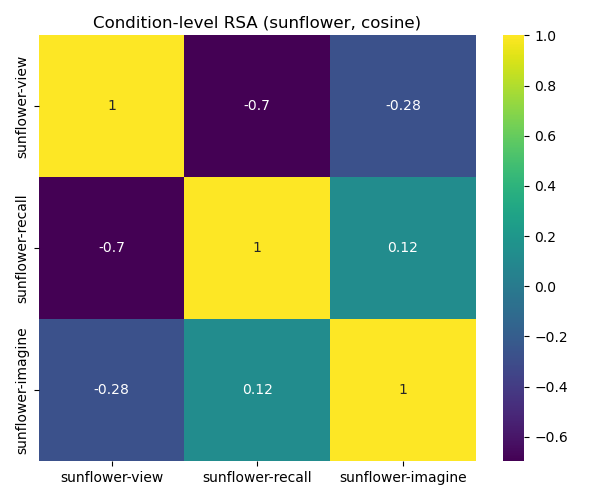 Condition-level RSA (sunflower, cosine)
sunflower-view
1
-0.7
-0.28
sunflower-recall
-0.7
1
0.12
sunflower-imagine
-0.28
0.12
1
sunflower-view
sunflower-recall
sunflower-imagine
1.0
0.8
0.6
0.4
0.2
0.0
−0.2
−0.4
−0.6